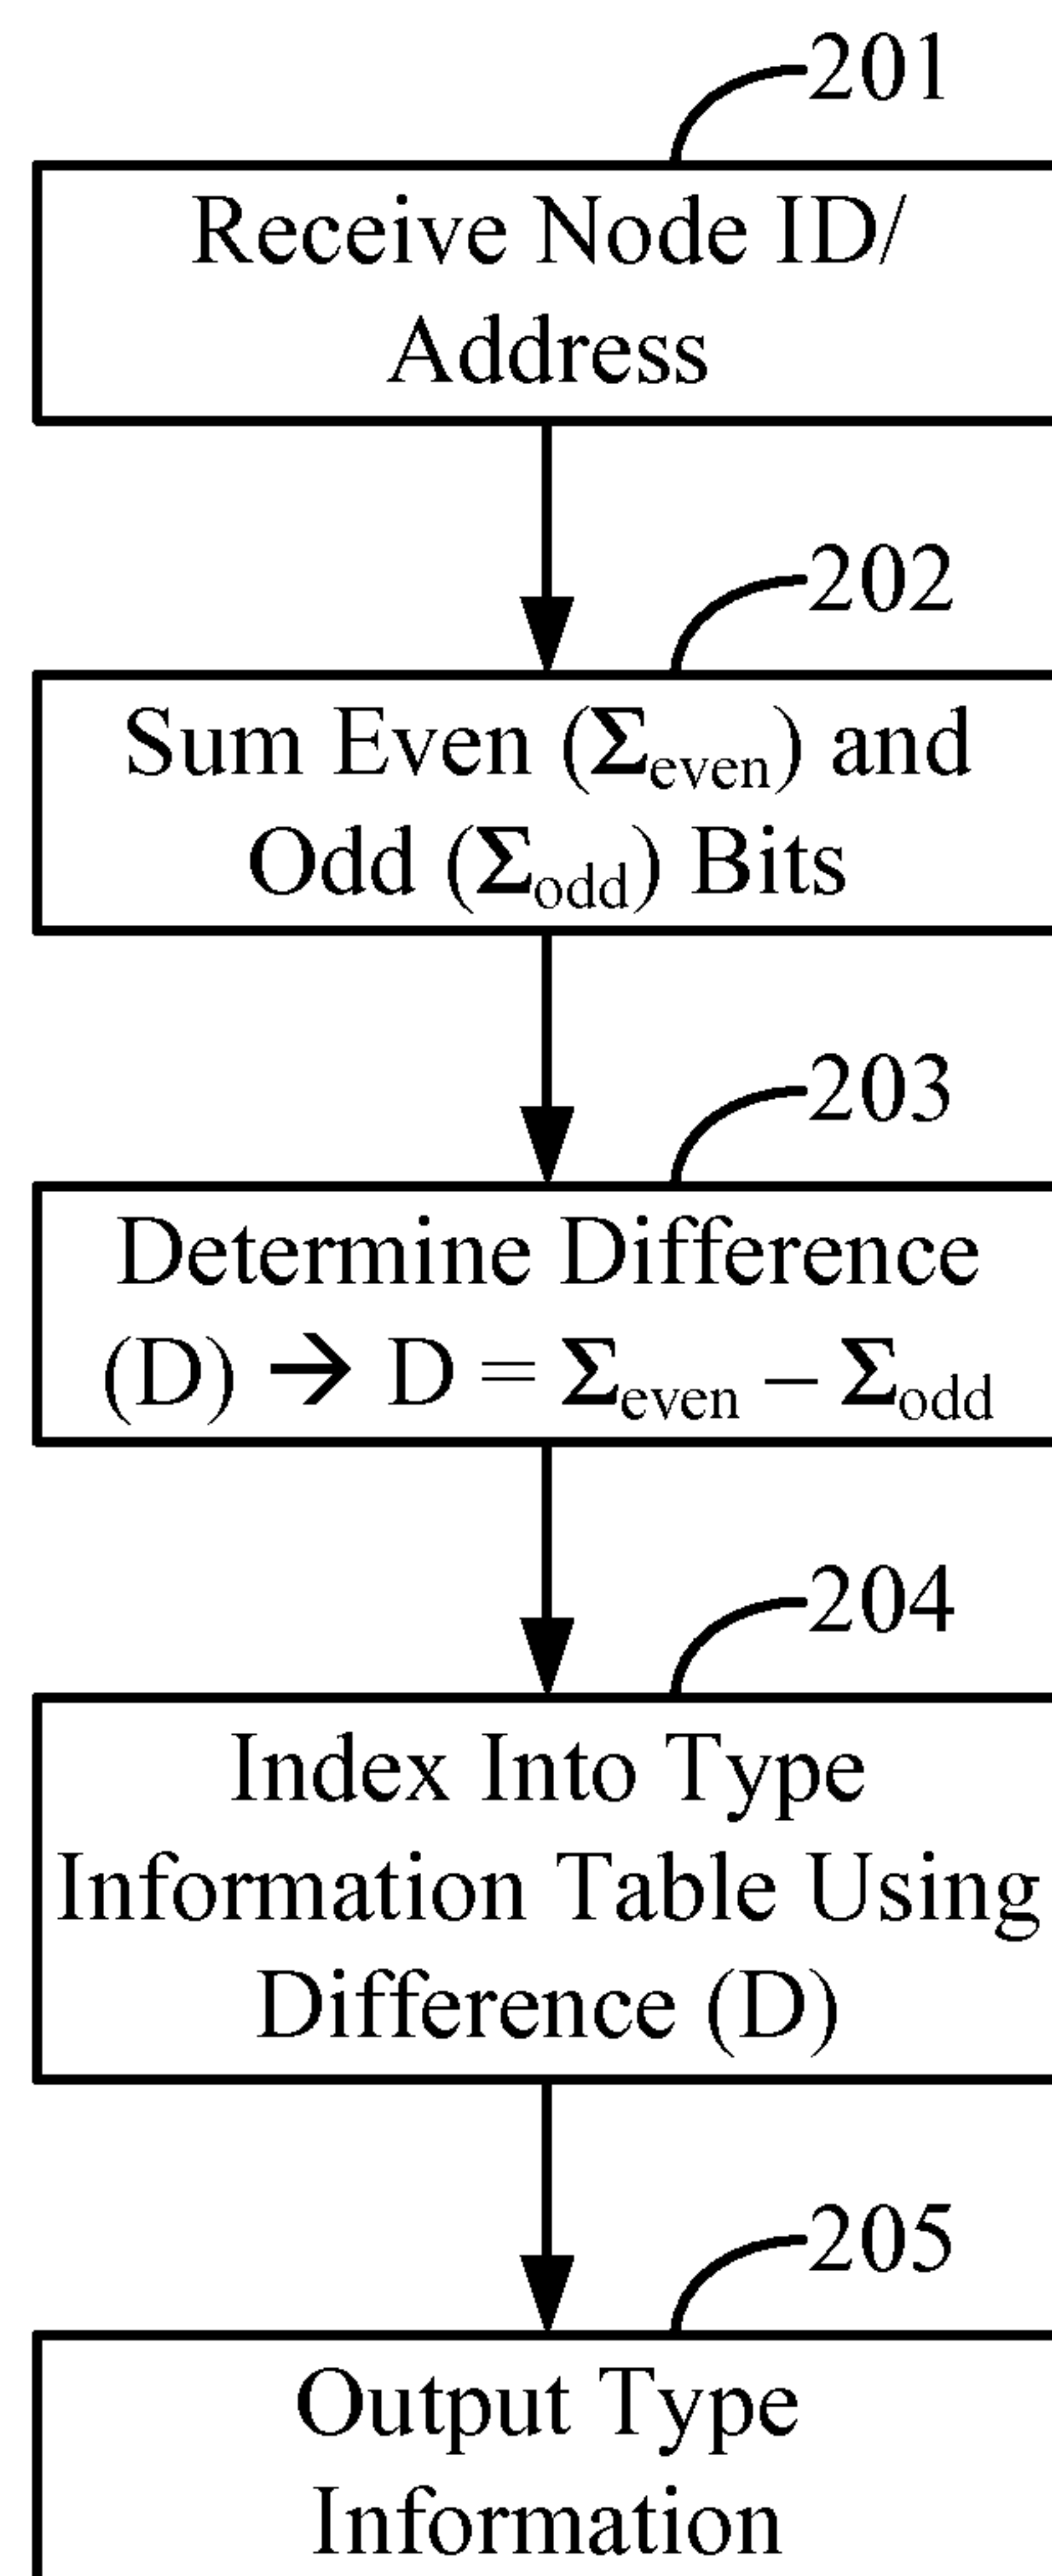 201
Receive Node ID/
Address
202
Sum Even (Σeven) and
Odd (Σodd) Bits
203
Determine Difference
(D) → D = Σeven – Σodd
204
Index Into Type
Information Table Using
Difference (D)
205
Output Type
Information